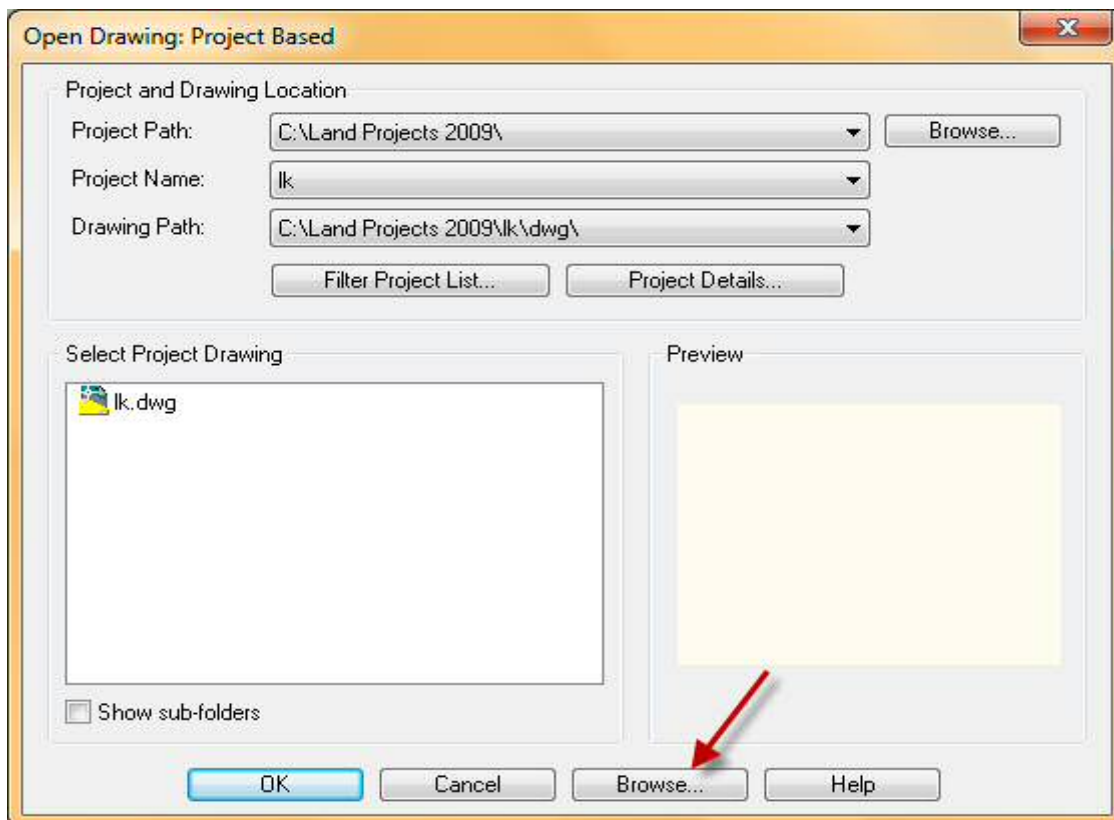 Open Drawing: Project Based
Project and Drawing Location
Project Path: C:\Land Projects 2009\ Browse...
Project Name: lk
Drawing Path: C:\Land Projects 2009\lk\dwg\
Filter Project List... Project Details...
Select Project Drawing Preview
lk.dwg
Show sub-folders
OK Cancel Browse... Help